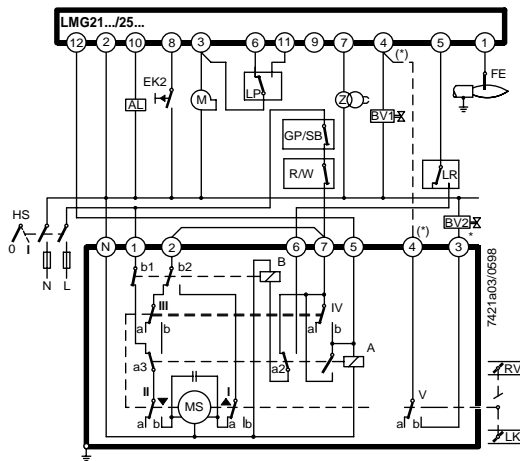 LMG21.../25...
12 2 10 8 3 6 11 9 7 4 5 1
(*)
FE
EK2
AL M LP Z BV1
GP/SB
R/W
LR
HS
0 I
BV2
*
N L
N 1 2 6 7 5 4 3
(*)
b1 b2 B
III IV
a b a b
A
a3 a2
II I V
MS
a b a b a b
RV
LK
7421a03/0598